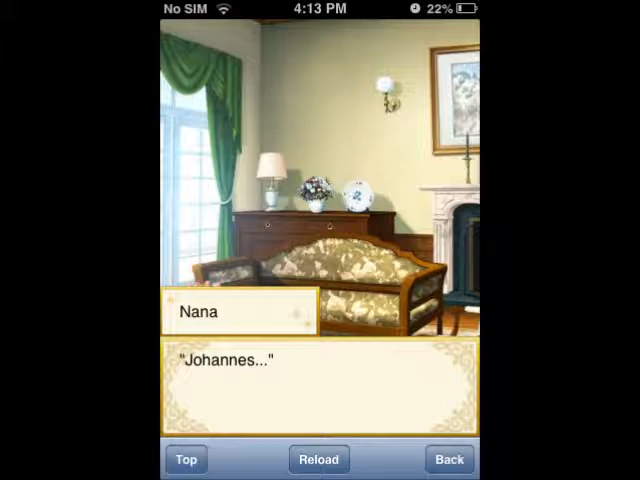 No SIM 4:13 PM 22%
Nana
"Johannes..."
Top Reload Back